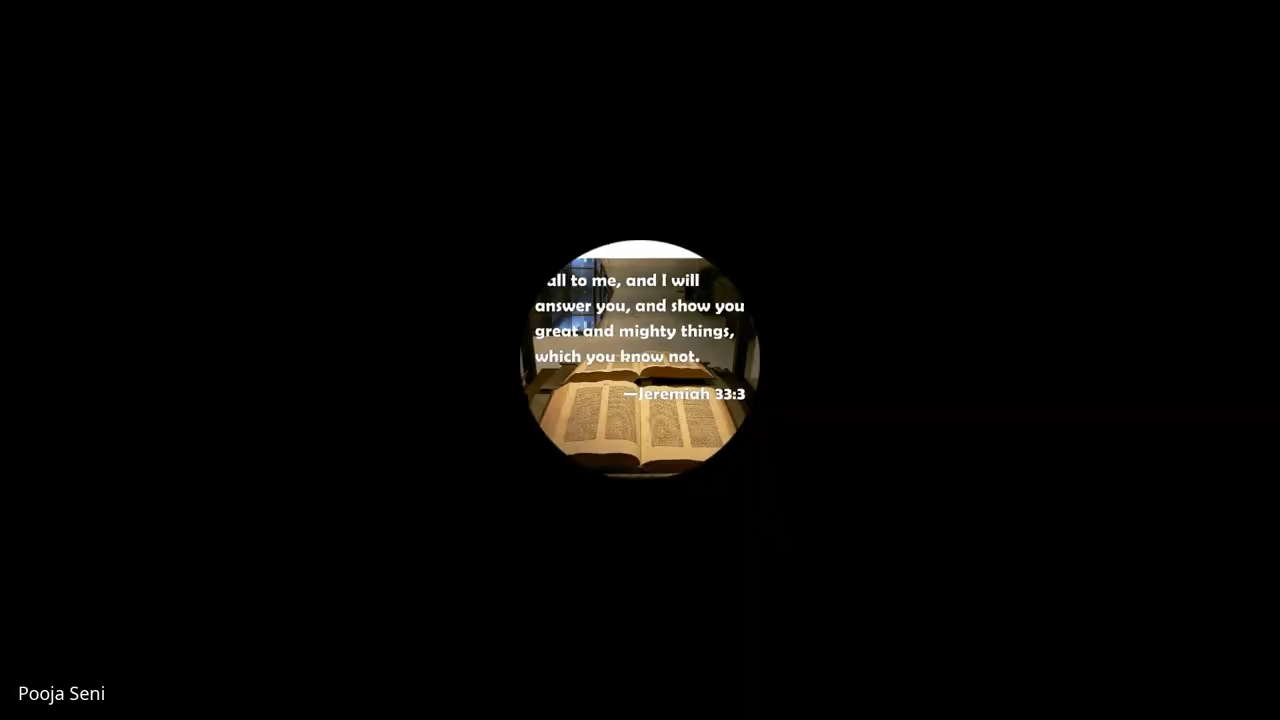 all to me, and I will
answer you, and show you
great and mighty things,
which you know not.
—Jeremiah 33:3
Pooja Seni